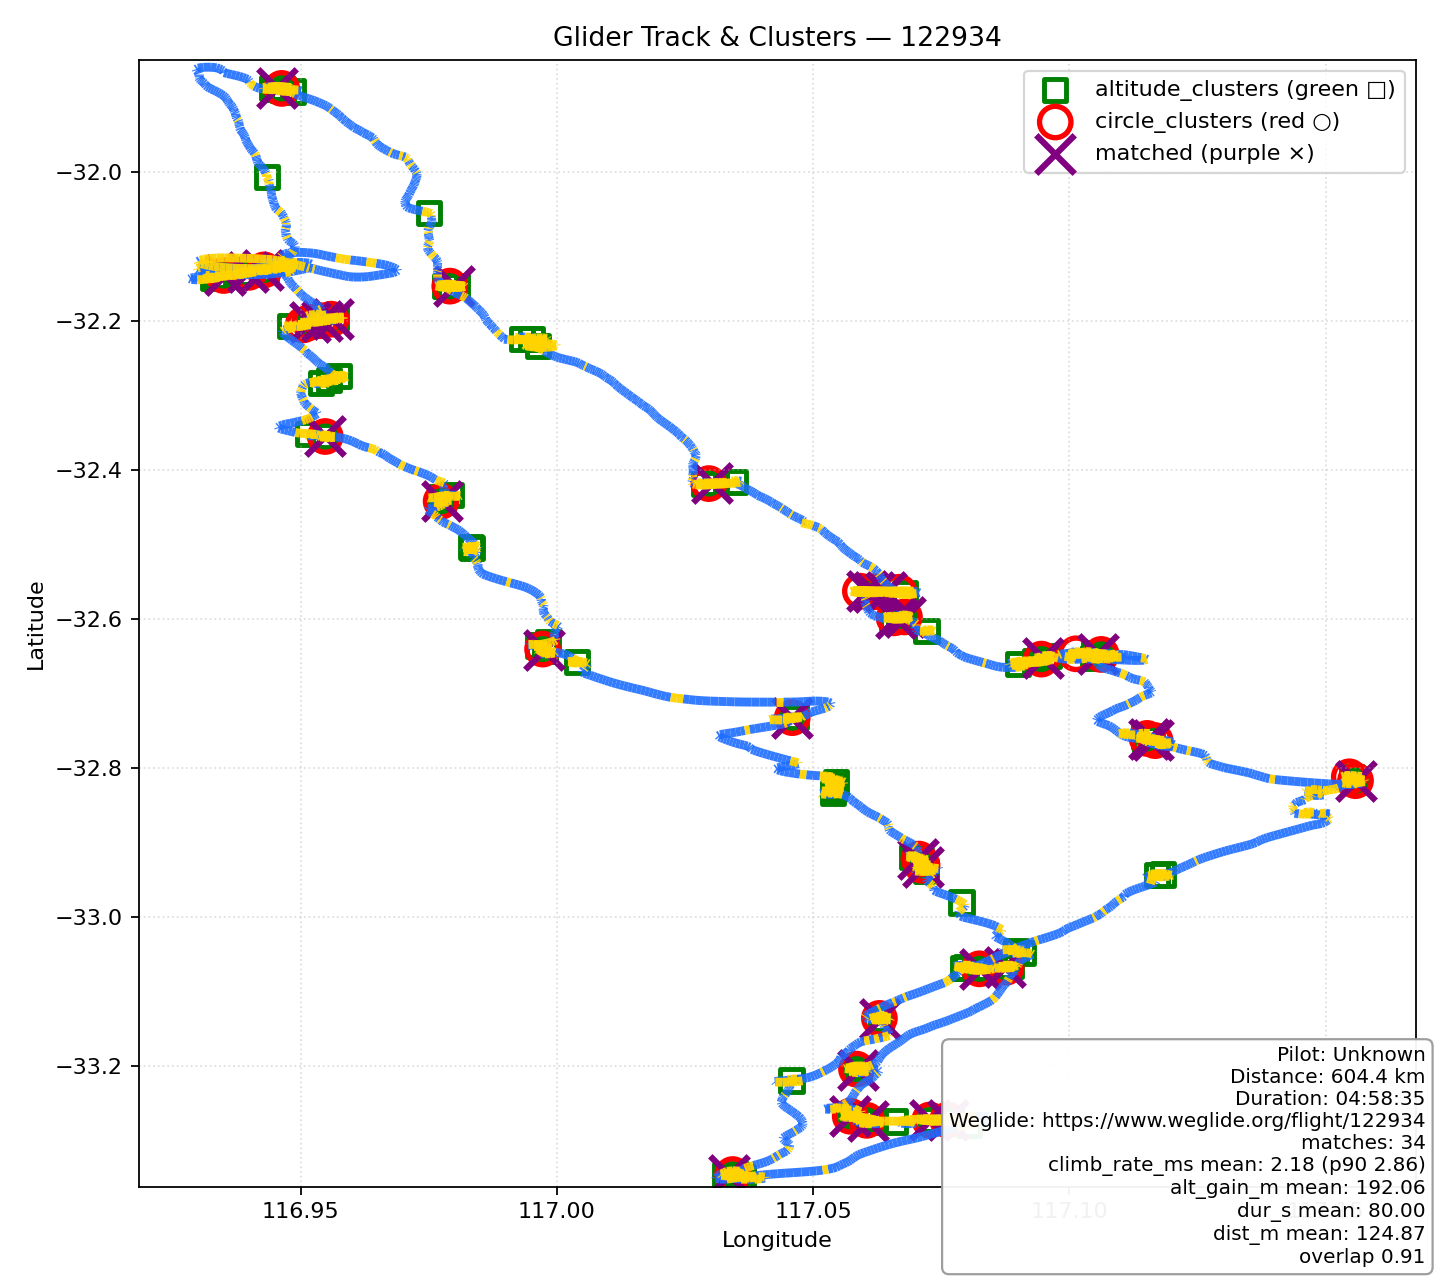 Glider Track & Clusters — 122934
altitude_clusters (green □)
circle_clusters (red ○)
matched (purple ×)
Latitude
−32.0
−32.2
−32.4
−32.6
−32.8
−33.0
−33.2
116.95
117.00
117.05
117.10
Longitude
Pilot: Unknown
Distance: 604.4 km
Duration: 04:58:35
Weglide: https://www.weglide.org/flight/122934
matches: 34
climb_rate_ms mean: 2.18 (p90 2.86)
alt_gain_m mean: 192.06
dur_s mean: 80.00
dist_m mean: 124.87
overlap 0.91